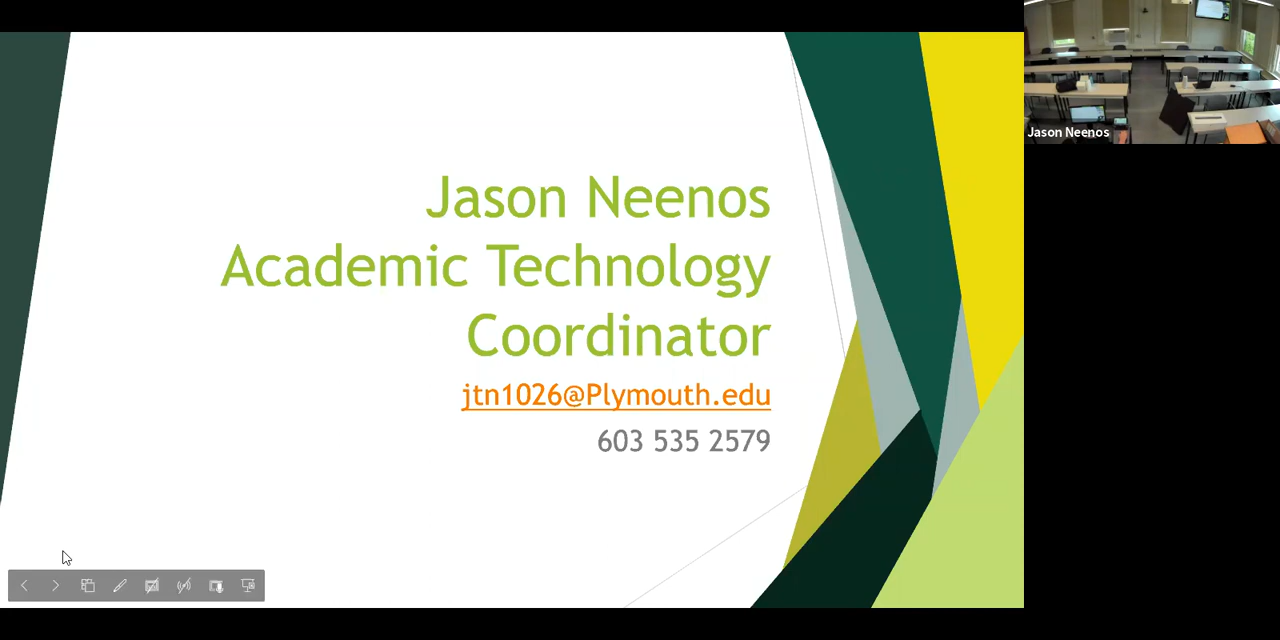 Jason Neenos
Academic Technology
Coordinator
jtn1026@Plymouth.edu
603 535 2579
Jason Neenos